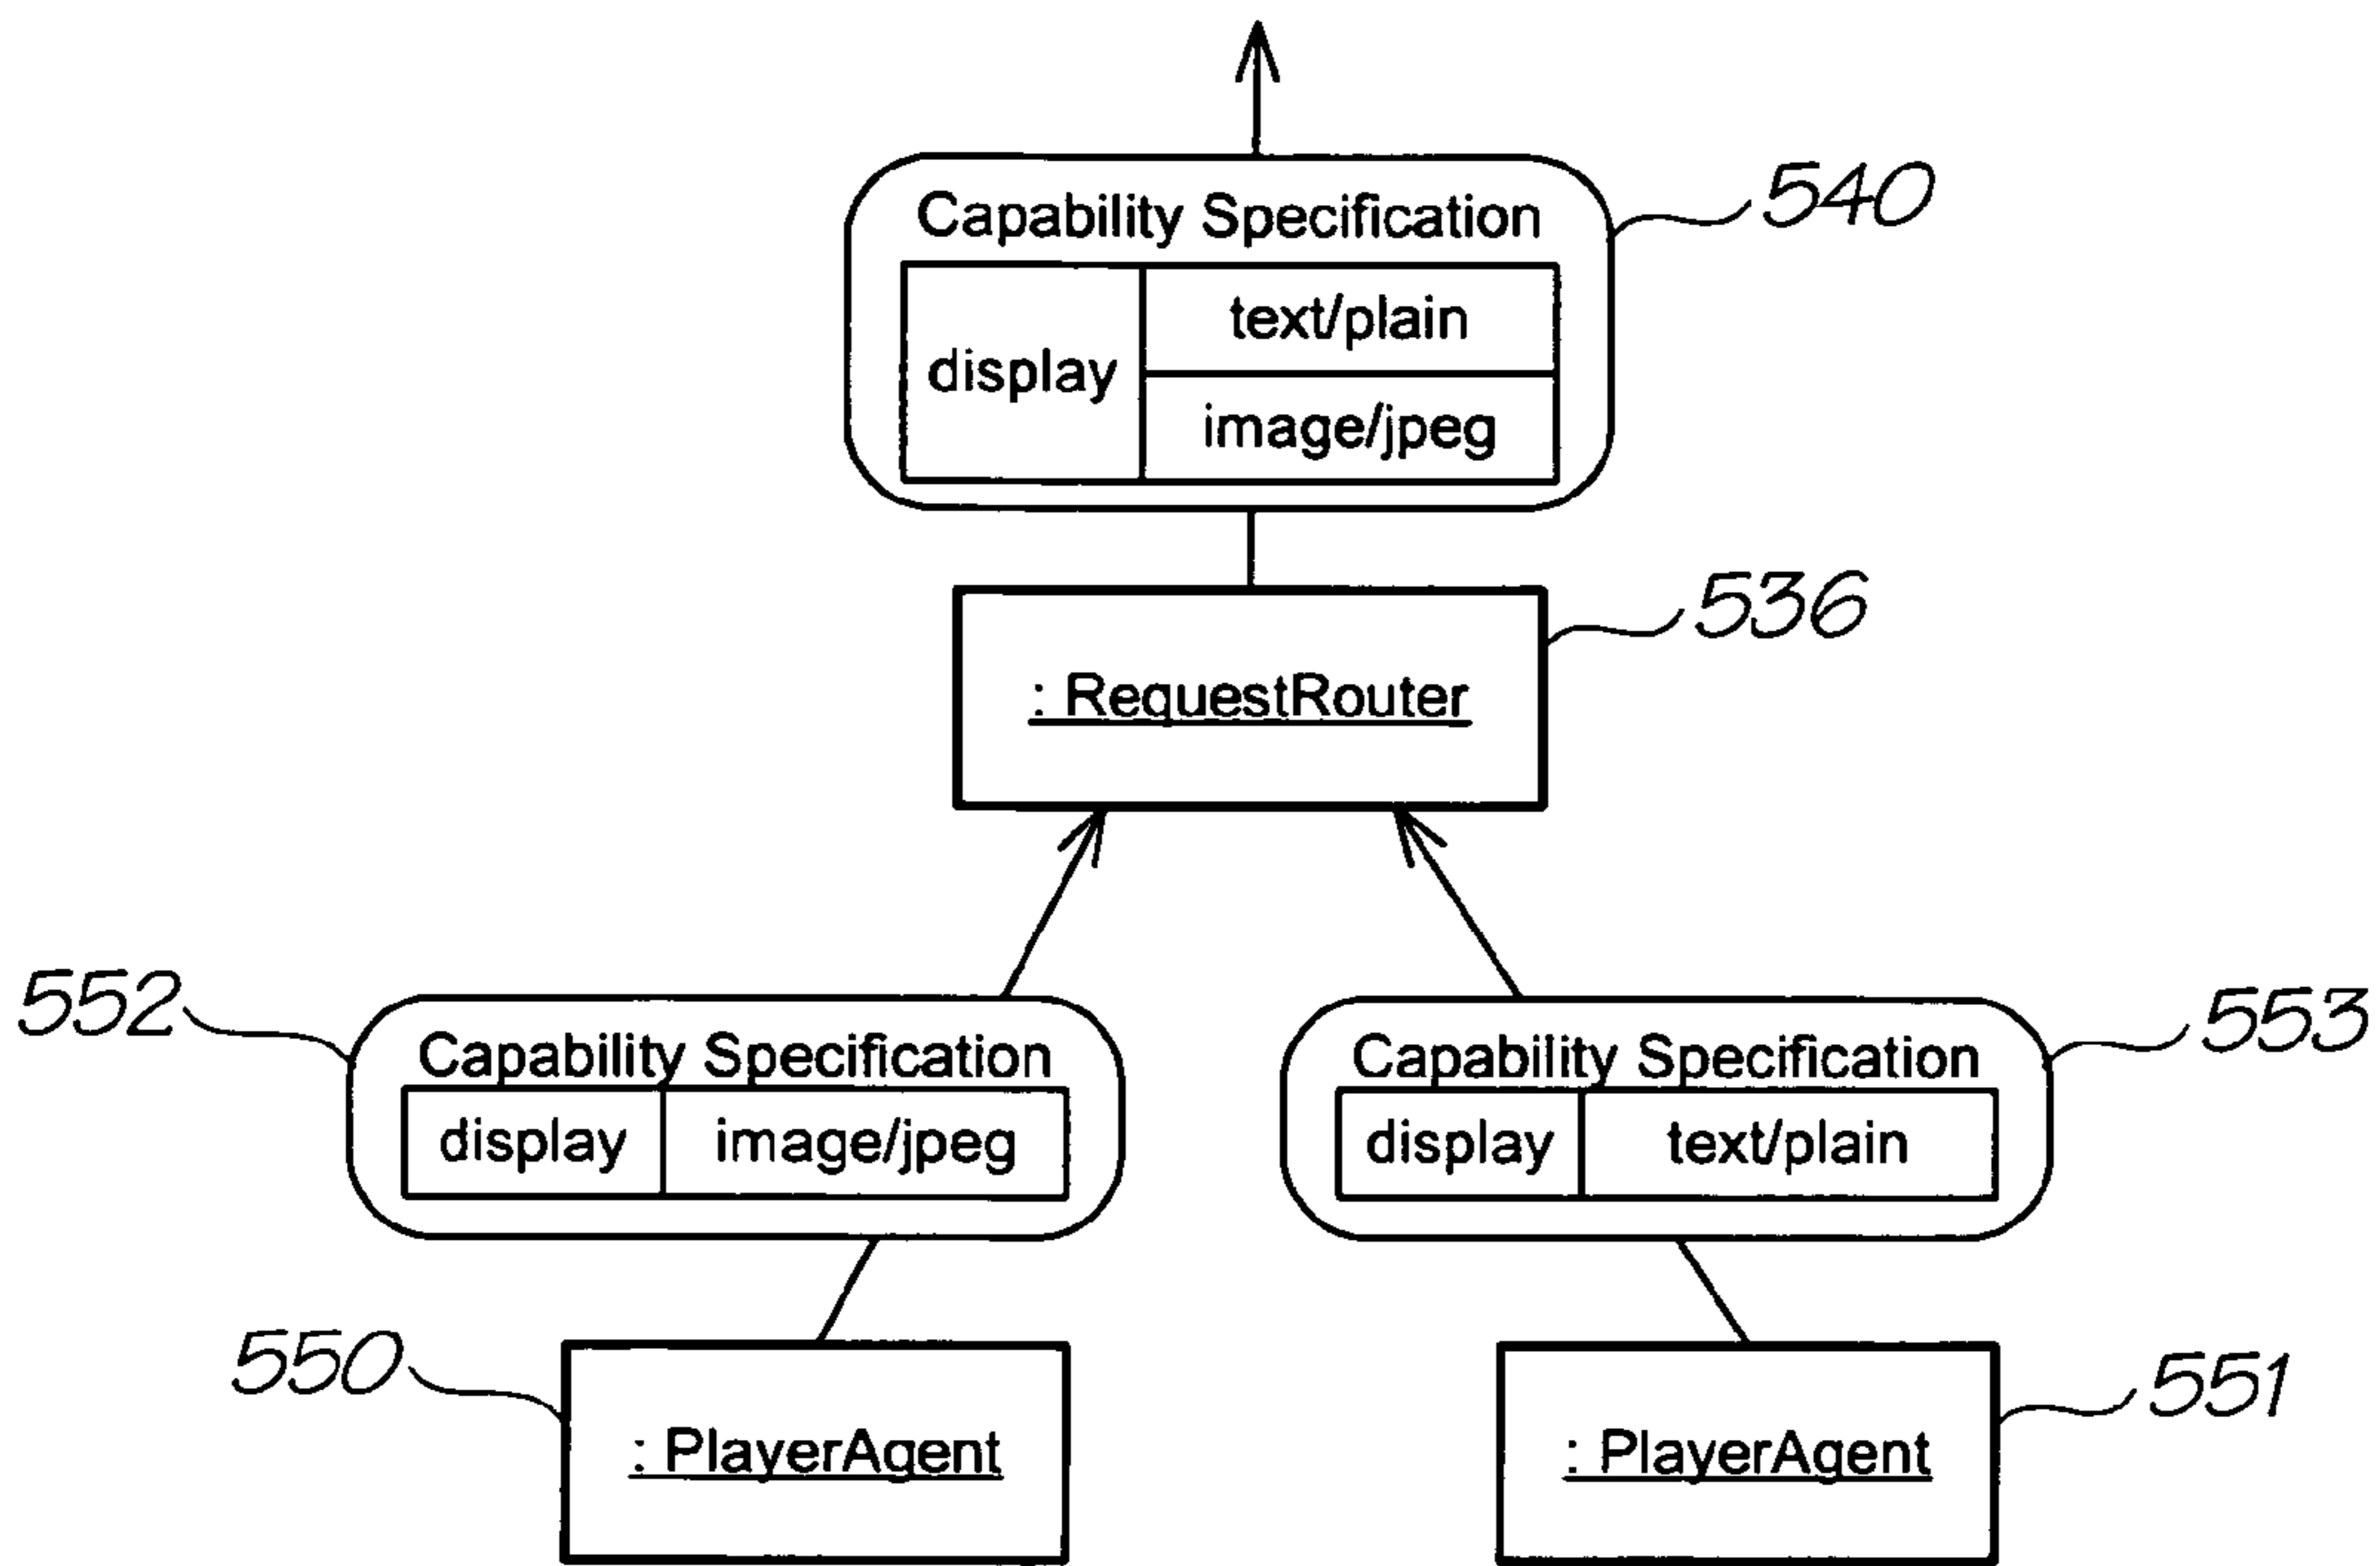 Capability Specification
540
display
text/plain
image/jpeg
536
: RequestRouter
552
Capability Specification
display
image/jpeg
553
Capability Specification
display
text/plain
550
: PlayerAgent
551
: PlayerAgent